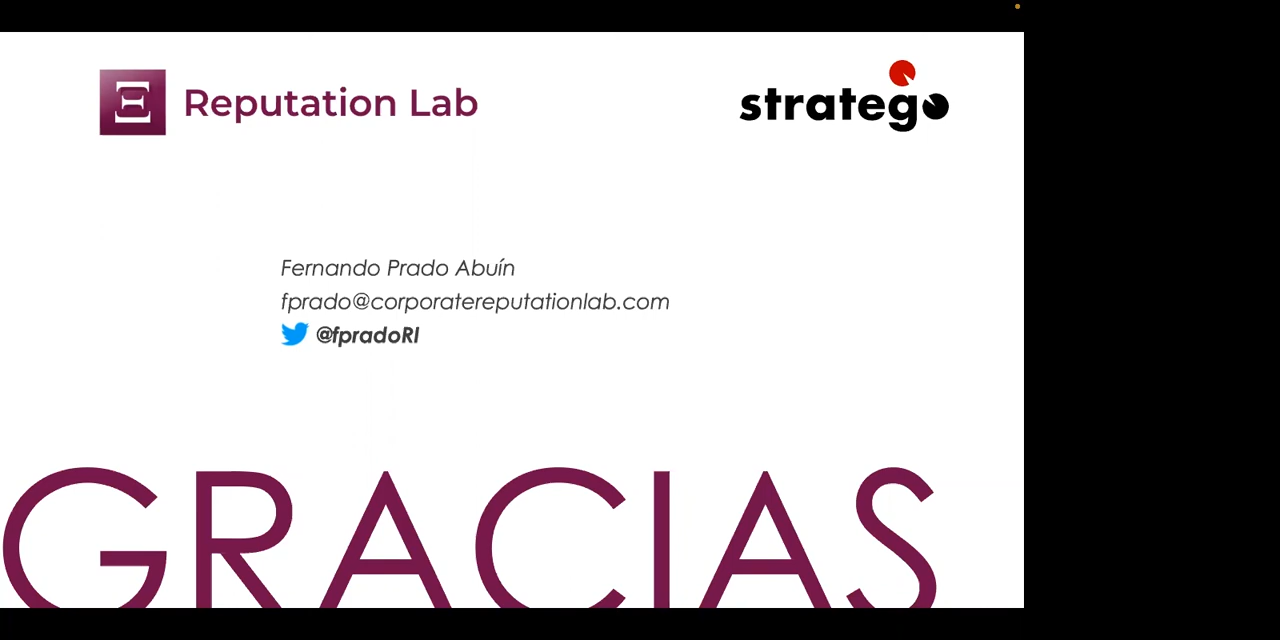 Reputation Lab
stratego
Fernando Prado Abuín
fprado@corporatereputationlab.com
@fpradoRI
GRACIAS